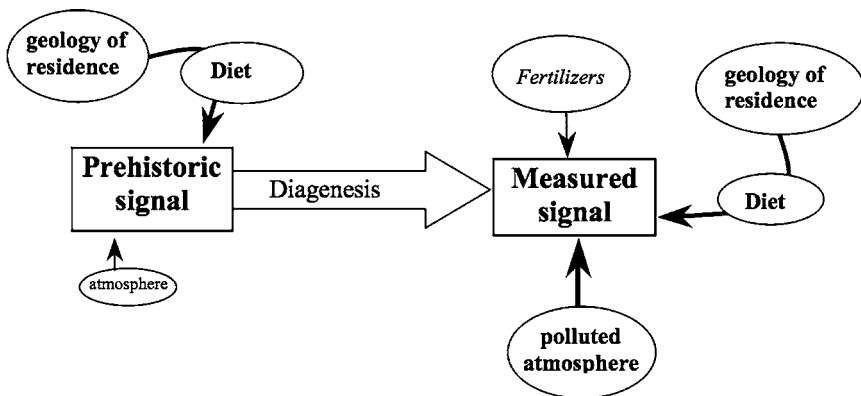 geology of
residence
Diet
Prehistoric
signal
atmosphere
Diagenesis
Fertilizers
Measured
signal
geology of
residence
Diet
polluted
atmosphere